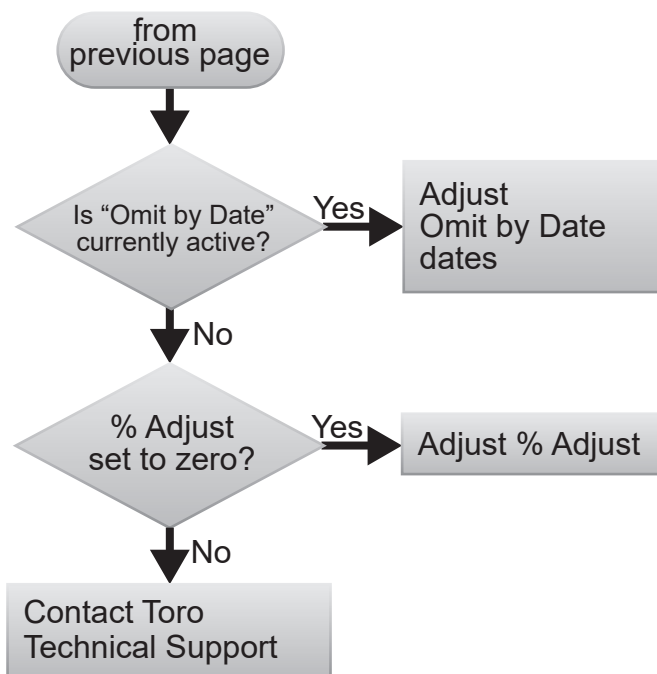 from
previous page
Is “Omit by Date”
currently active?
Yes
Adjust
Omit by Date
dates
No
% Adjust
set to zero?
Yes
Adjust % Adjust
No
Contact Toro
Technical Support